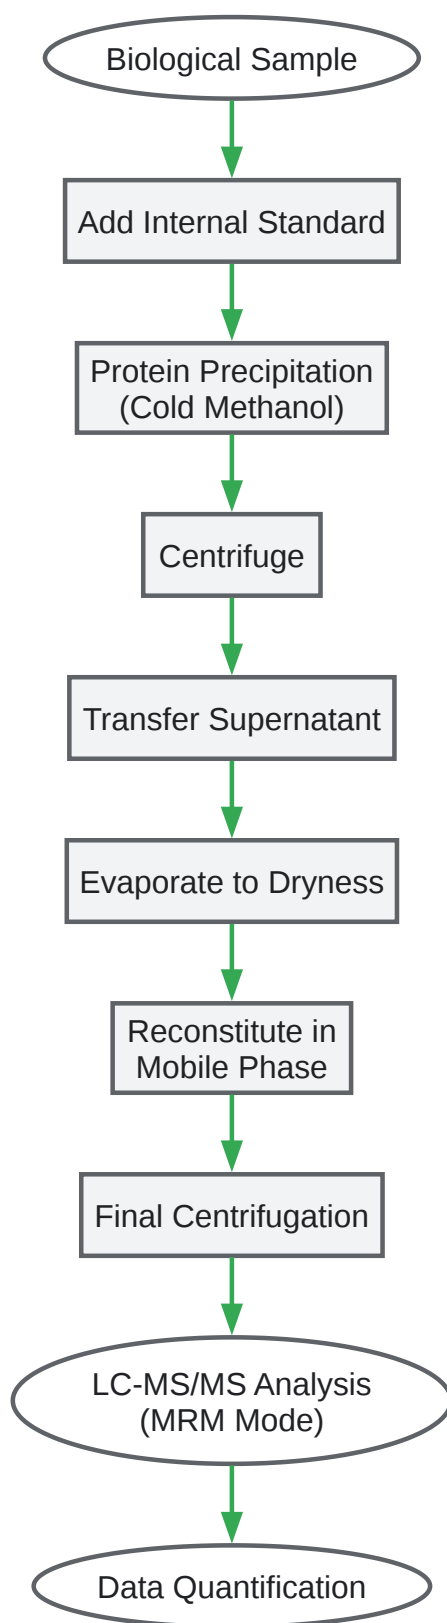 Biological Sample
Add Internal Standard
Protein Precipitation
(Cold Methanol)
Centrifuge
Transfer Supernatant
Evaporate to Dryness
Reconstitute in
Mobile Phase
Final Centrifugation
LC-MS/MS Analysis
(MRM Mode)
Data Quantification